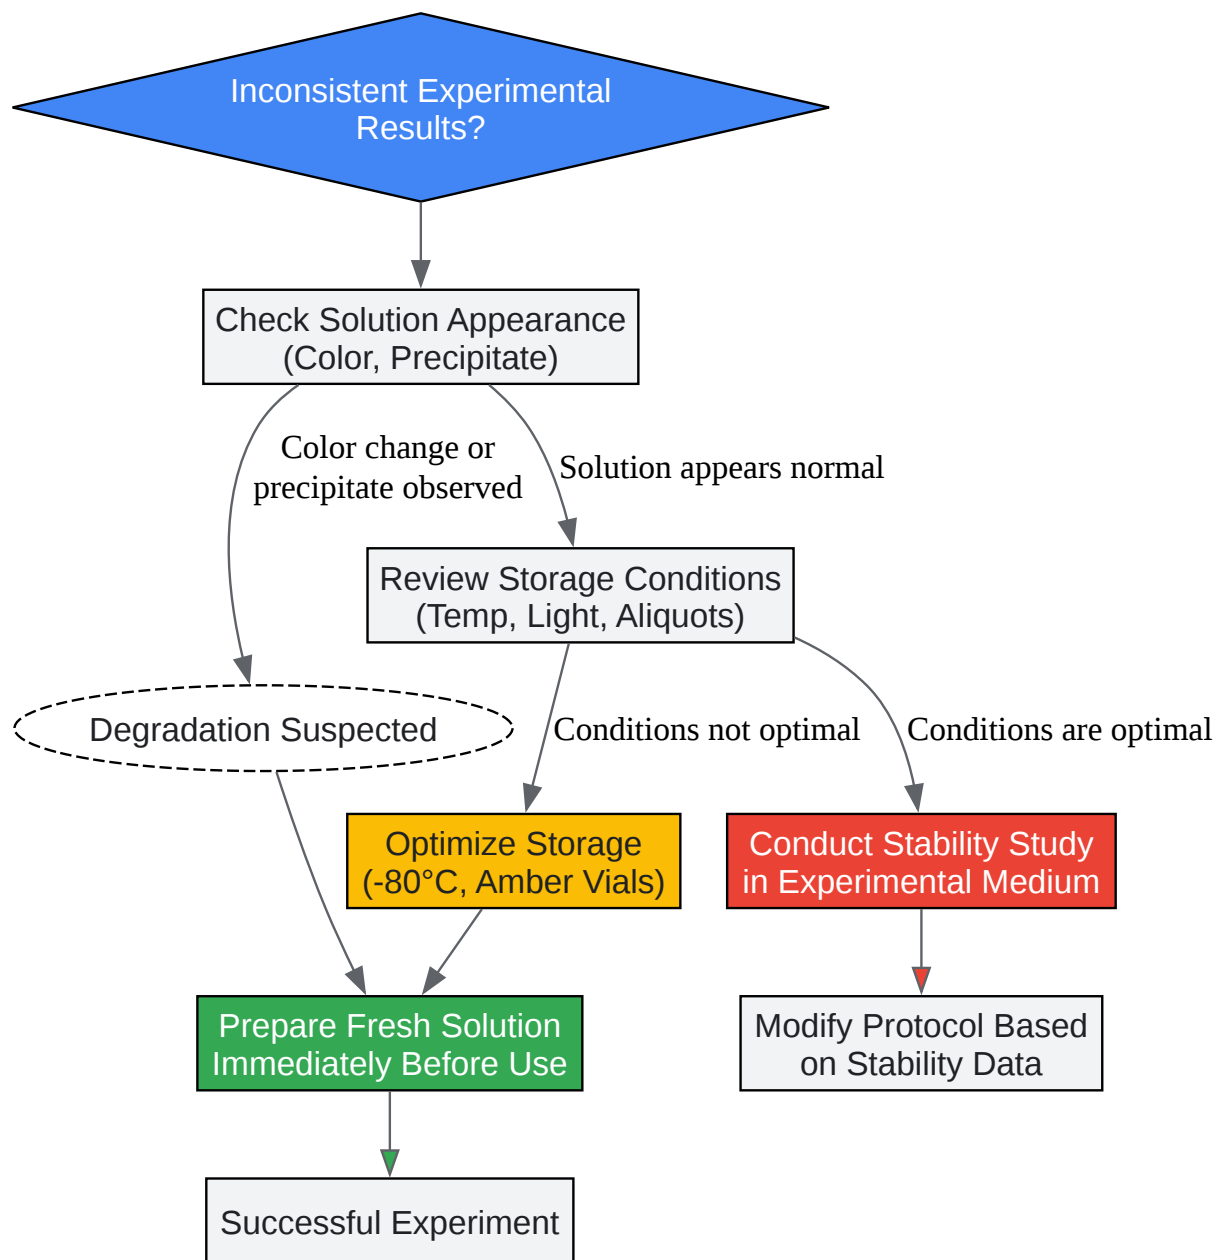 Inconsistent Experimental
Results?
Check Solution Appearance
(Color, Precipitate)
Color change or
precipitate observed
Solution appears normal
Review Storage Conditions
(Temp, Light, Aliquots)
Degradation Suspected
Conditions not optimal
Conditions are optimal
Optimize Storage
(-80°C, Amber Vials)
Conduct Stability Study
in Experimental Medium
Prepare Fresh Solution
Immediately Before Use
Modify Protocol Based
on Stability Data
Successful Experiment